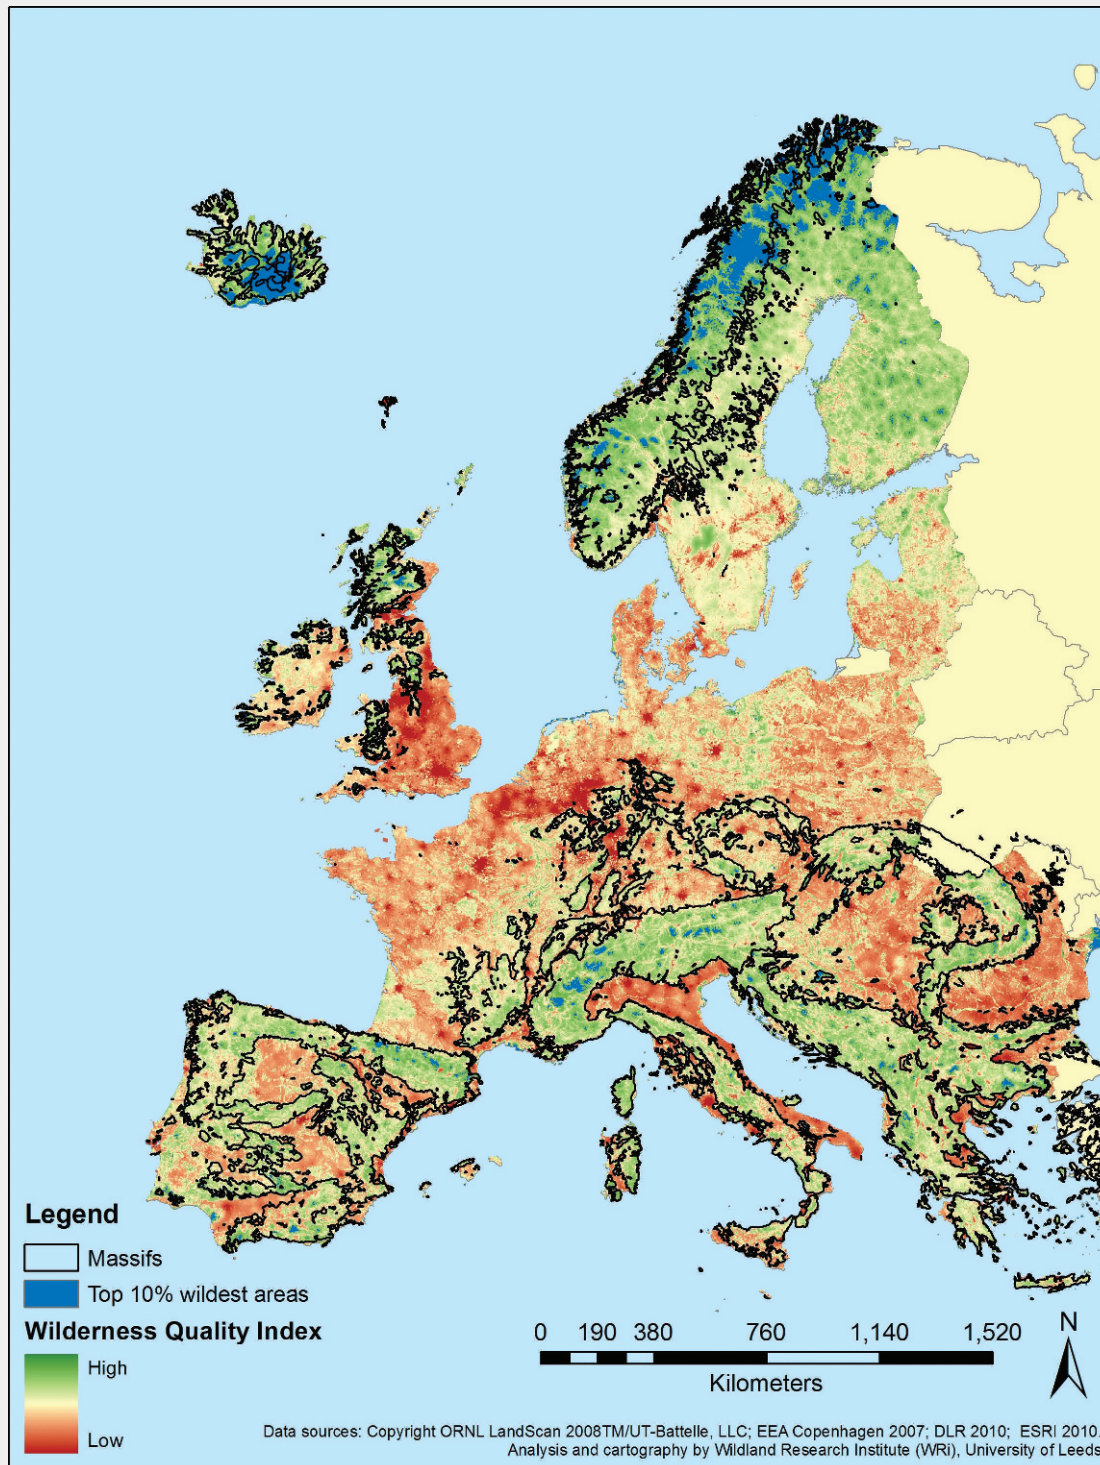 Legend
Massifs
Top 10% wildest areas
Wilderness Quality Index
High
Low
0 190 380 760 1,140 1,520
Kilometers
N
Data sources: Copyright ORNL LandScan 2008TM/UT-Battelle, LLC; EEA Copenhagen 2007; DLR 2010; ESRI 2010.
Analysis and cartography by Wildland Research Institute (WRi), University of Leeds